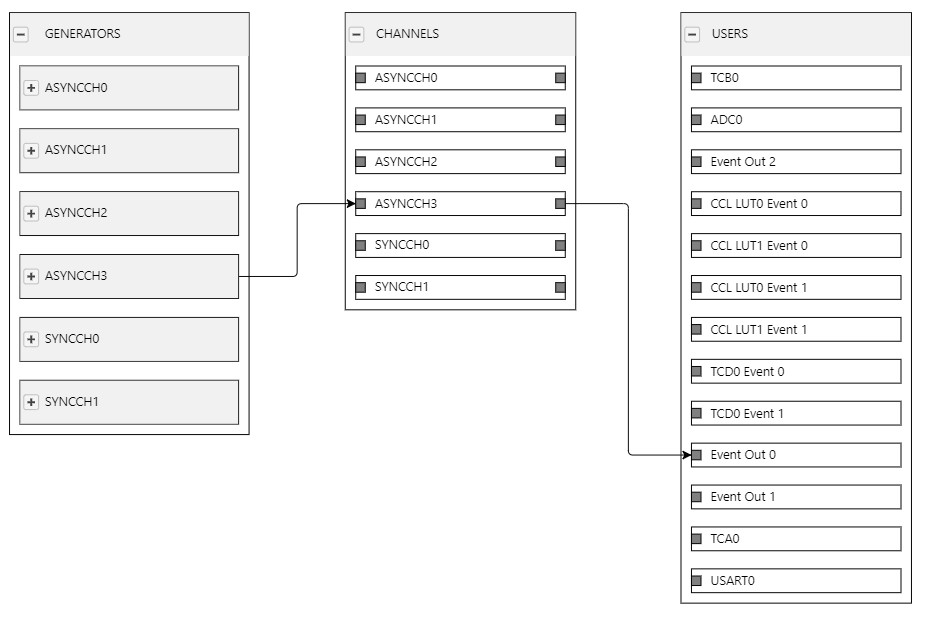 GENERATORS
ASYNCCH0
ASYNCCH1
ASYNCCH2
ASYNCCH3
SYNCCH0
SYNCCH1
CHANNELS
ASYNCCH0
ASYNCCH1
ASYNCCH2
ASYNCCH3
SYNCCH0
SYNCCH1
USERS
TCB0
ADC0
Event Out 2
CCL LUT0 Event 0
CCL LUT1 Event 0
CCL LUT0 Event 1
CCL LUT1 Event 1
TCD0 Event 0
TCD0 Event 1
Event Out 0
Event Out 1
TCA0
USART0